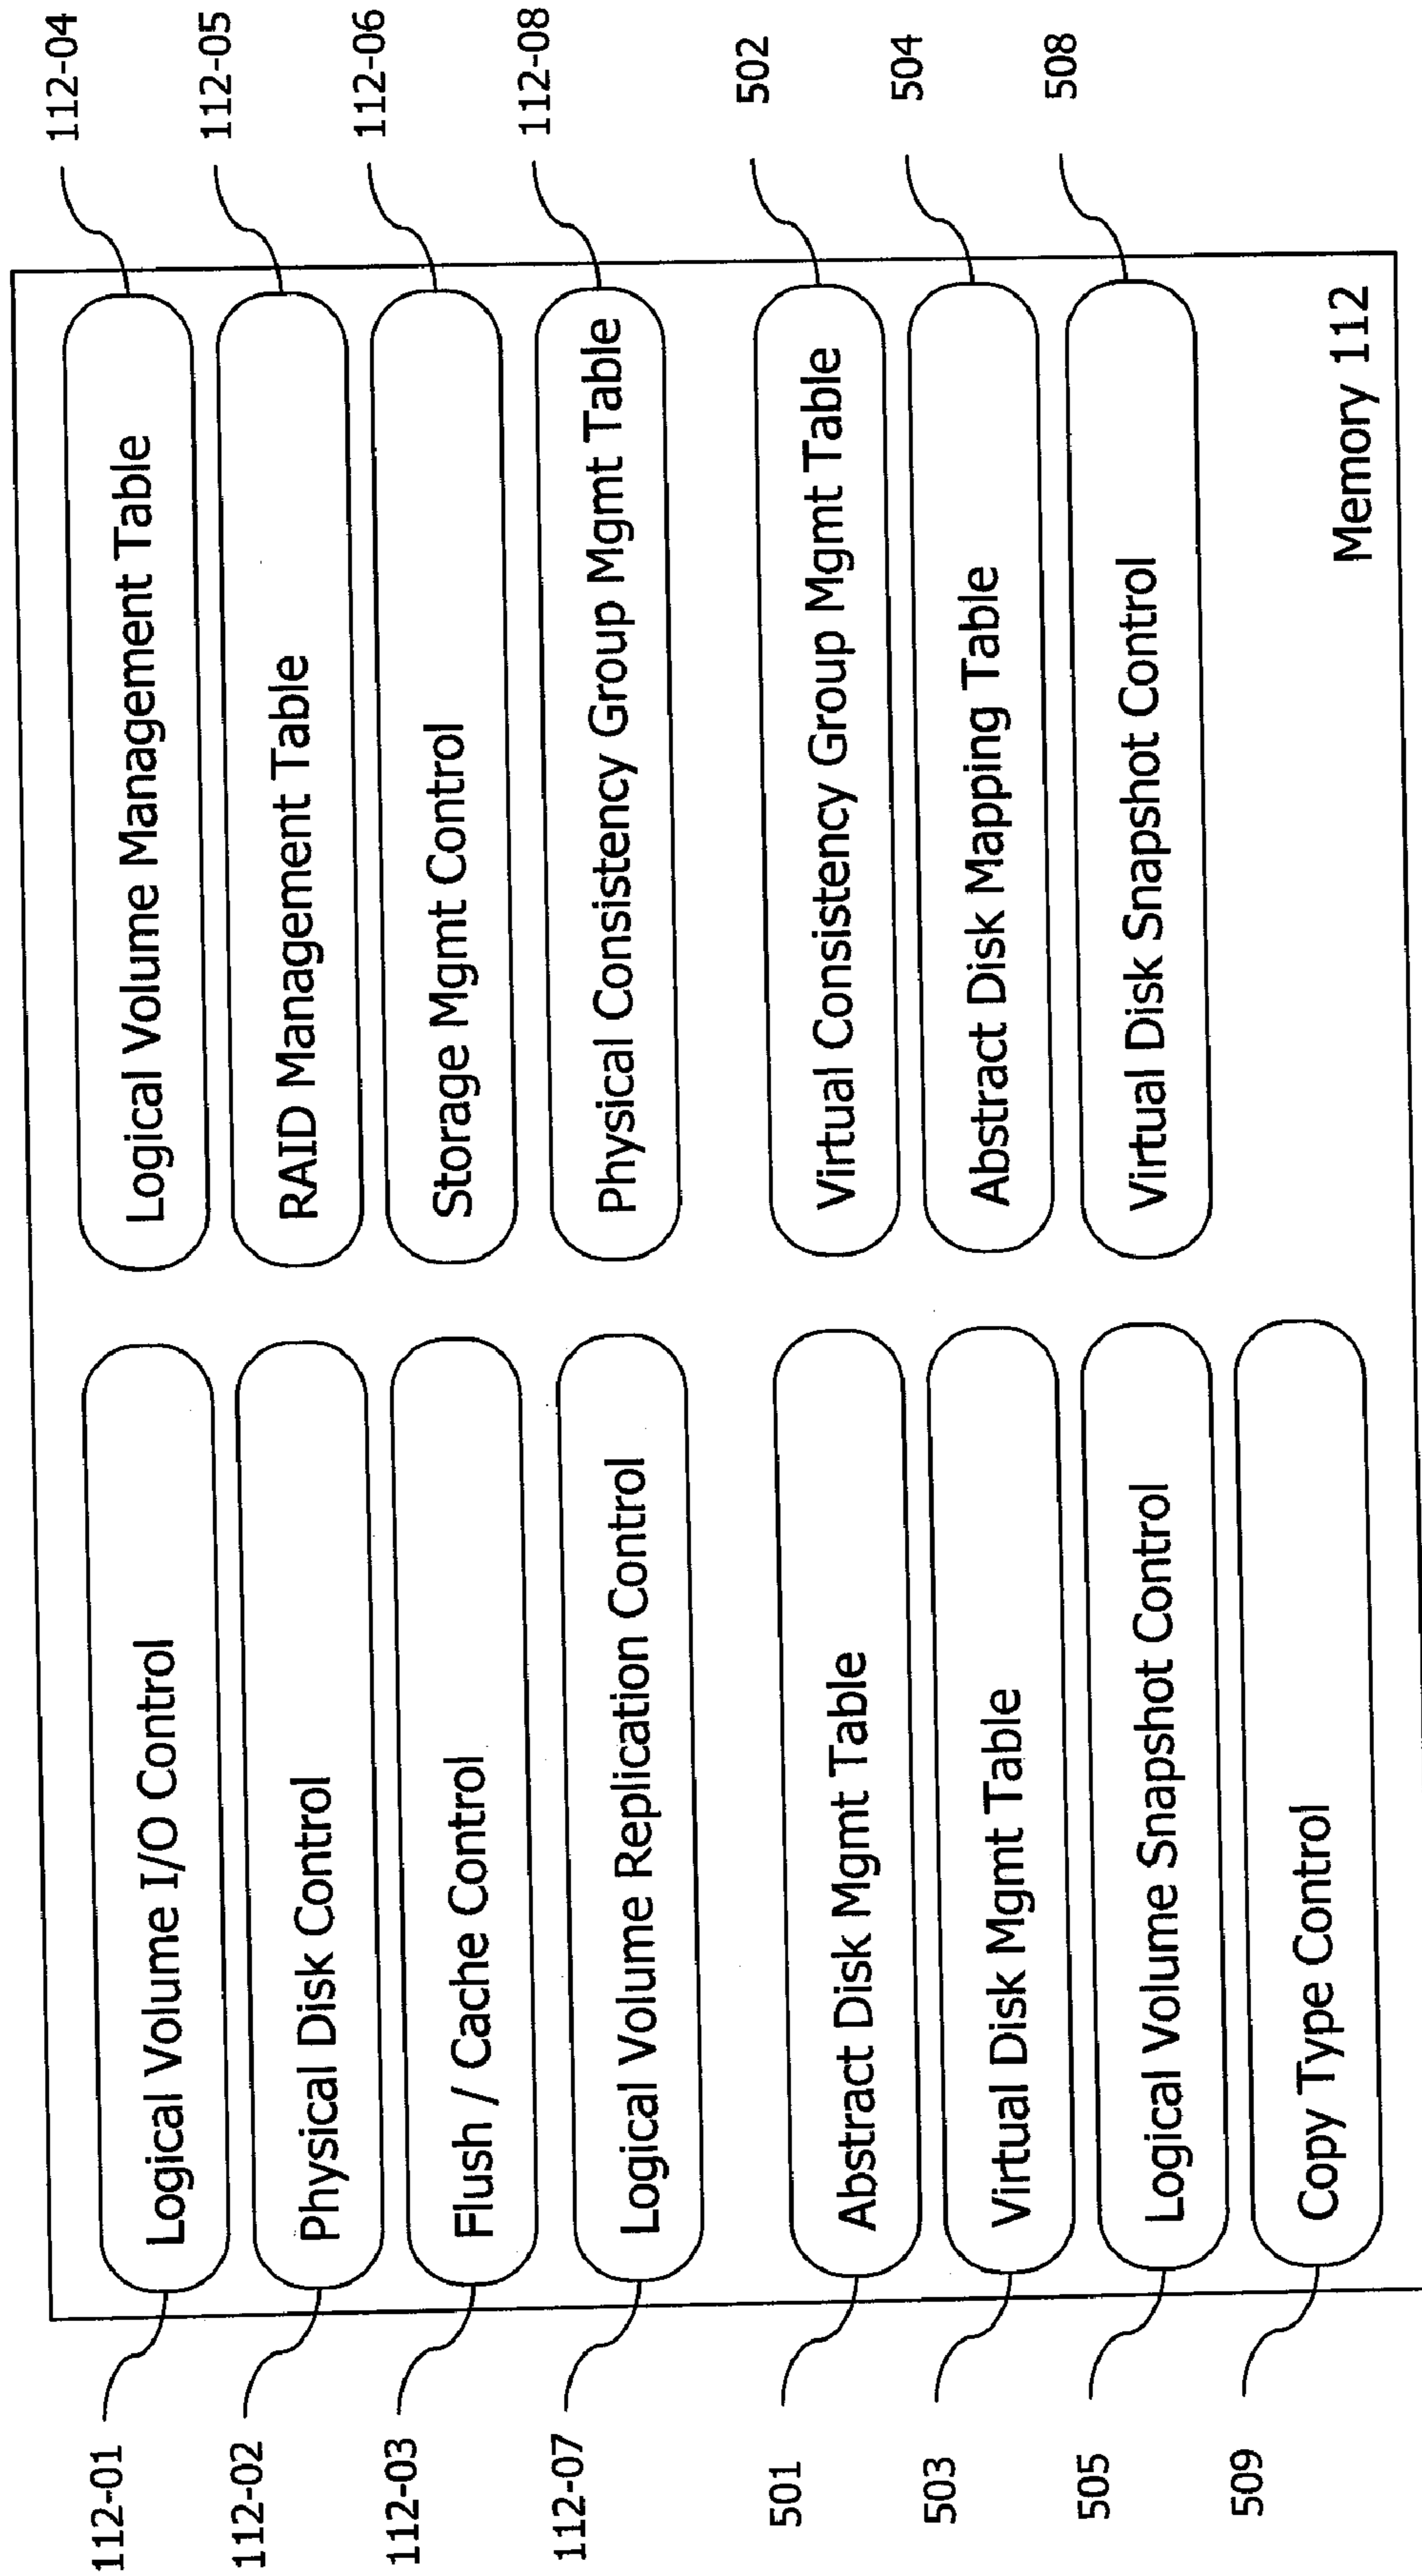 112-01 Logical Volume I/O Control
Logical Volume Management Table 112-04
112-02 Physical Disk Control
RAID Management Table 112-05
112-03 Flush / Cache Control
Storage Mgmt Control 112-06
112-07 Logical Volume Replication Control
Physical Consistency Group Mgmt Table 112-08
501 Abstract Disk Mgmt Table
Virtual Consistency Group Mgmt Table 502
503 Virtual Disk Mgmt Table
Abstract Disk Mapping Table 504
505 Logical Volume Snapshot Control
Virtual Disk Snapshot Control 508
509 Copy Type Control
Memory 112